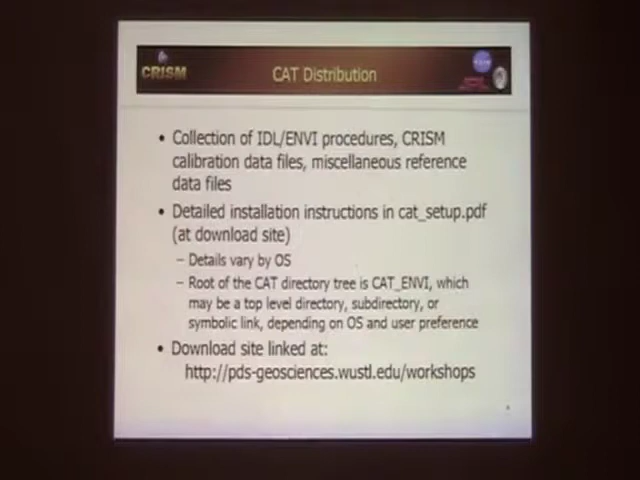 CRISM
CAT Distribution
• Collection of IDL/ENVI procedures, CRISM
calibration data files, miscellaneous reference
data files
• Detailed installation instructions in cat_setup.pdf
(at download site)
– Details vary by OS
– Root of the CAT directory tree is CAT_ENVI, which
may be a top level directory, subdirectory, or
symbolic link, depending on OS and user preference
• Download site linked at:
http://pds-geosciences.wustl.edu/workshops